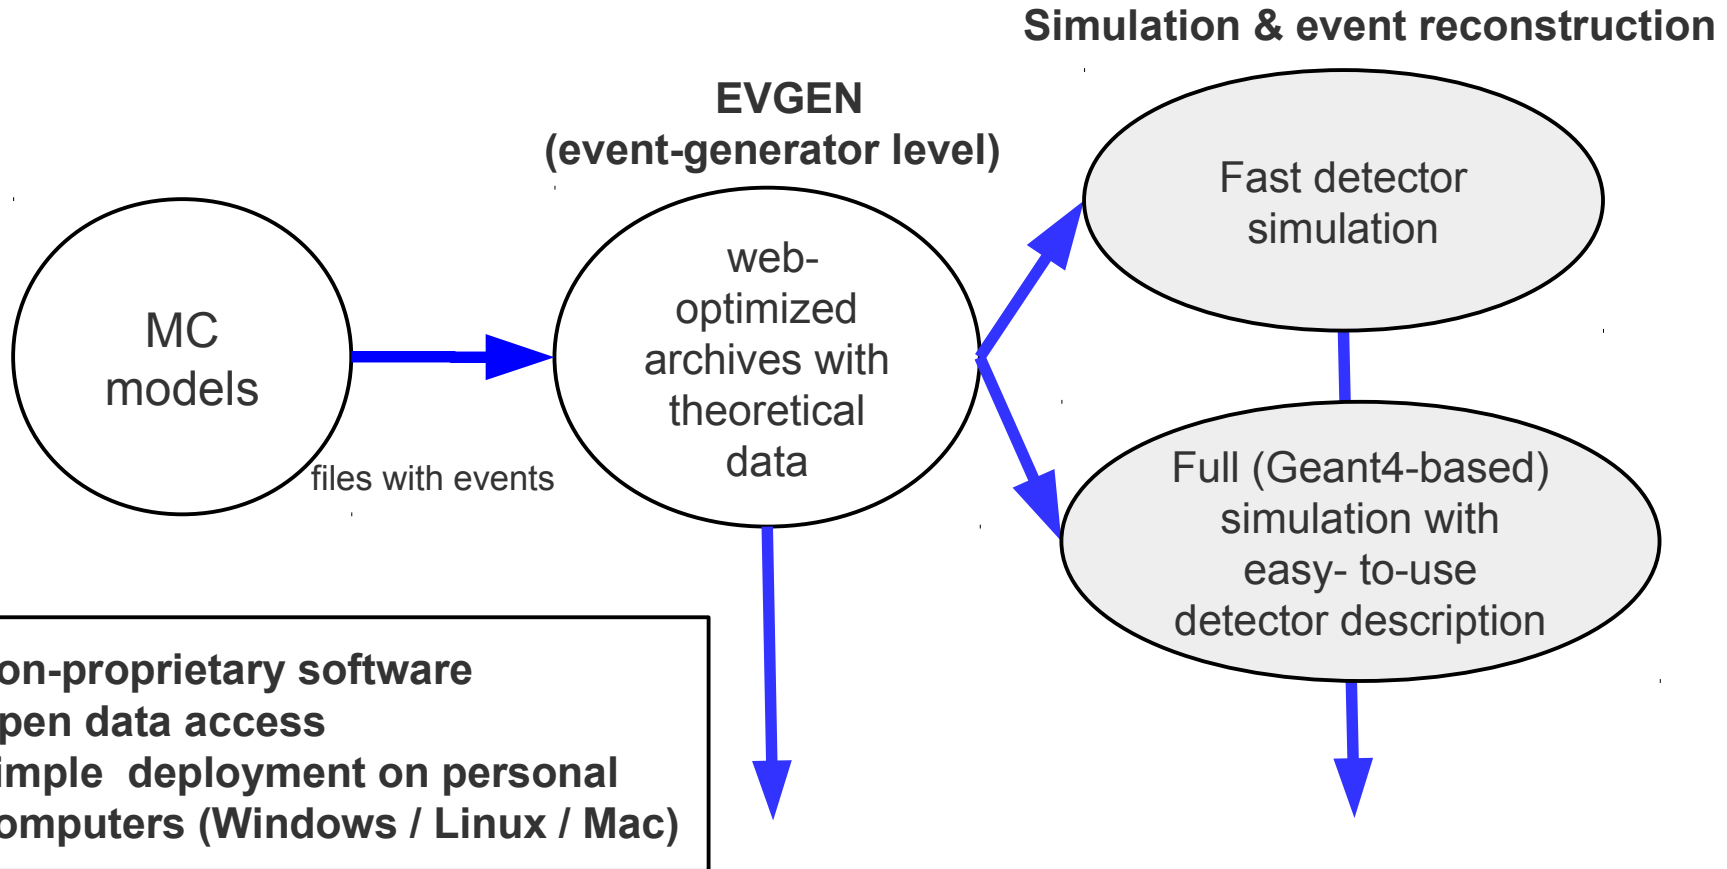 Simulation & event reconstruction
EVGEN
(event-generator level)
Fast detector
simulation
web-
optimized
archives with
theoretical
data
MC
models
files with events
Full (Geant4-based)
simulation with
easy- to-use
detector description
on-proprietary software
pen data access
imple  deployment on personal
omputers (Windows / Linux / Mac)